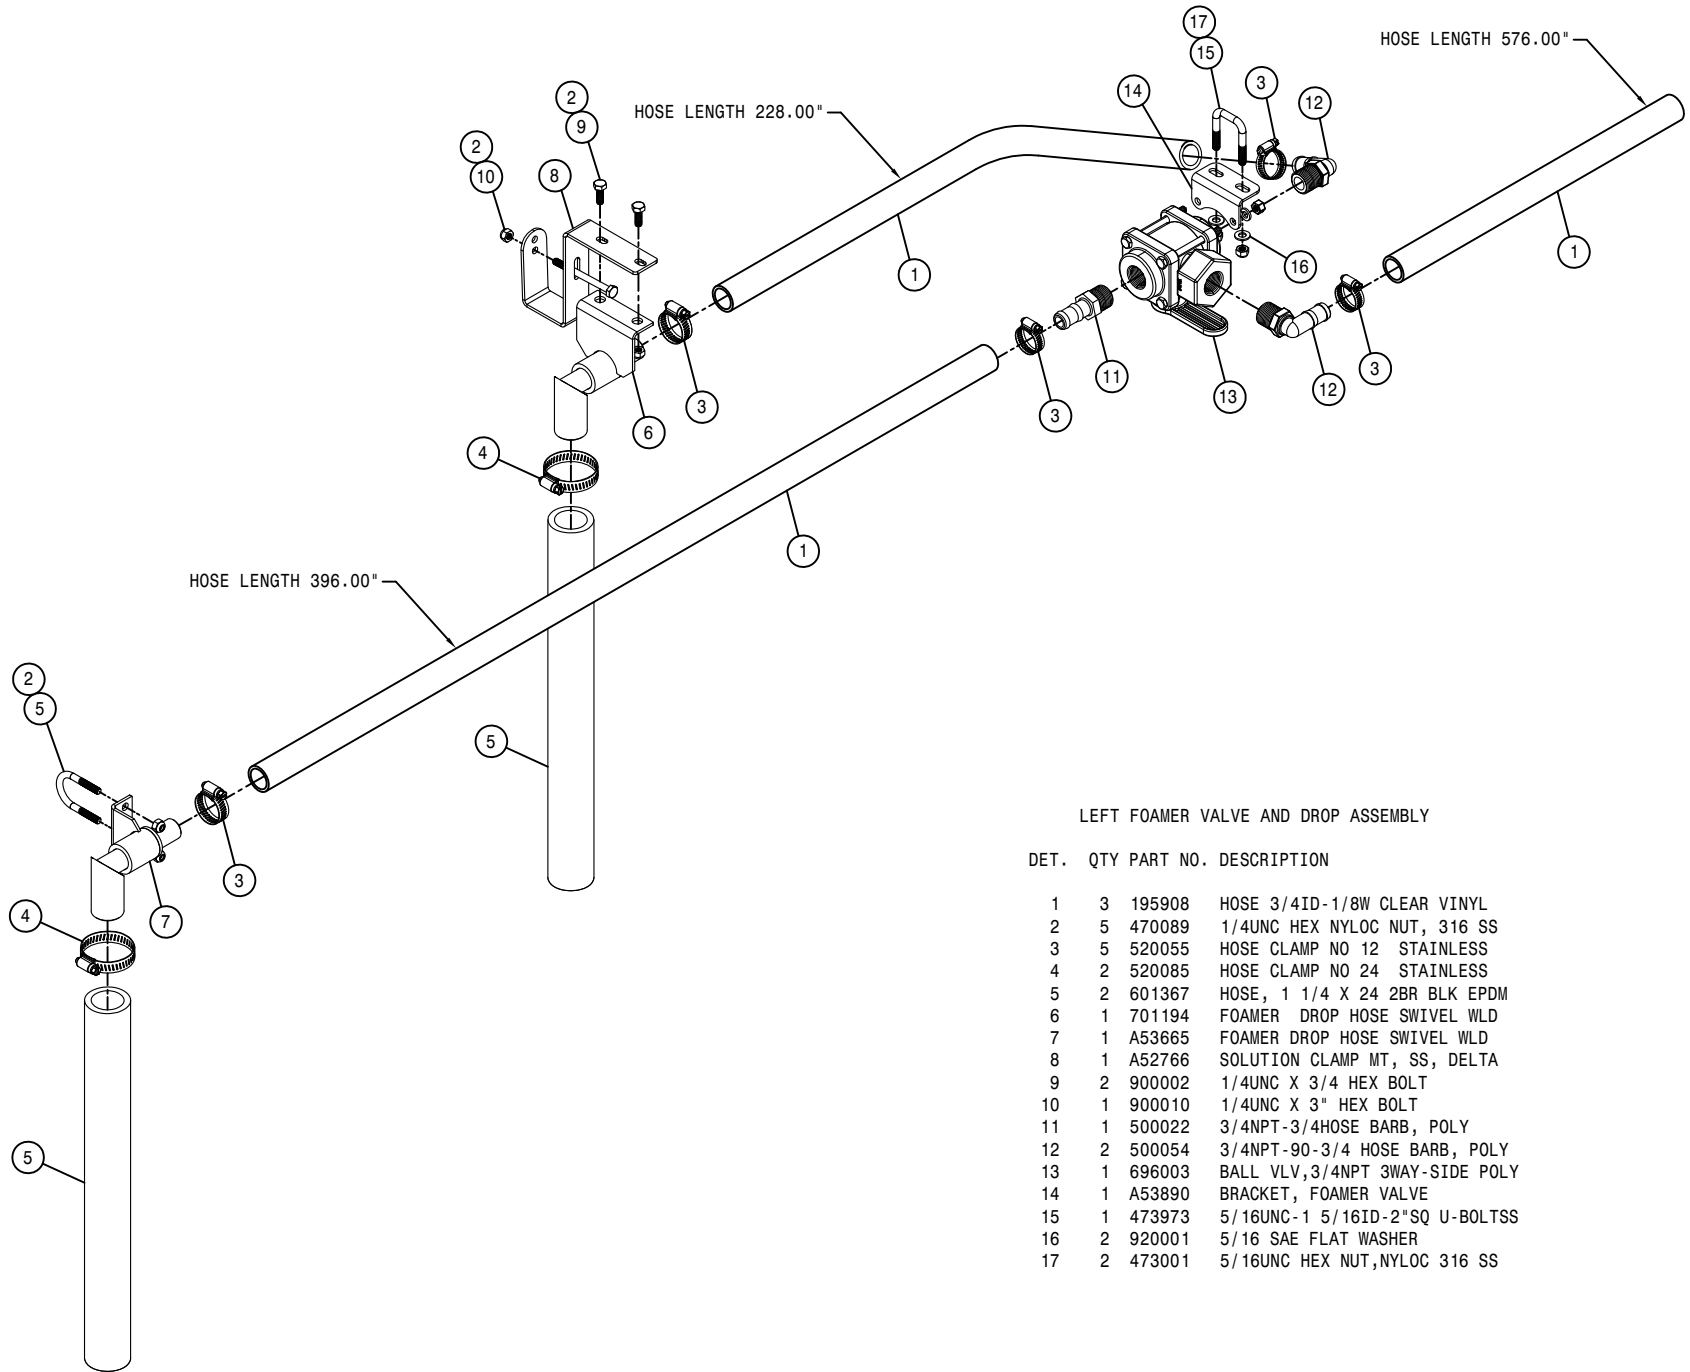 17
15
HOSE LENGTH 576.00"
3
12
14
2
9
HOSE LENGTH 228.00"
2
10
8
1
16
1
3
11
13
12
3
3
6
3
4
1
HOSE LENGTH 396.00"
2
5
5
3
7
4
5
LEFT FOAMER VALVE AND DROP ASSEMBLY
DET. QTY PART NO. DESCRIPTION
1 3 195908 HOSE 3/4ID-1/8W CLEAR VINYL
2 5 470089 1/4UNC HEX NYLOC NUT, 316 SS
3 5 520055 HOSE CLAMP NO 12 STAINLESS
4 2 520085 HOSE CLAMP NO 24 STAINLESS
5 2 601367 HOSE, 1 1/4 X 24 2BR BLK EPDM
6 1 701194 FOAMER DROP HOSE SWIVEL WLD
7 1 A53665 FOAMER DROP HOSE SWIVEL WLD
8 1 A52766 SOLUTION CLAMP MT, SS, DELTA
9 2 900002 1/4UNC X 3/4 HEX BOLT
10 1 900010 1/4UNC X 3" HEX BOLT
11 1 500022 3/4NPT-3/4HOSE BARB, POLY
12 2 500054 3/4NPT-90-3/4 HOSE BARB, POLY
13 1 696003 BALL VLV,3/4NPT 3WAY-SIDE POLY
14 1 A53890 BRACKET, FOAMER VALVE
15 1 473973 5/16UNC-1 5/16ID-2"SQ U-BOLTSS
16 2 920001 5/16 SAE FLAT WASHER
17 2 473001 5/16UNC HEX NUT,NYLOC 316 SS